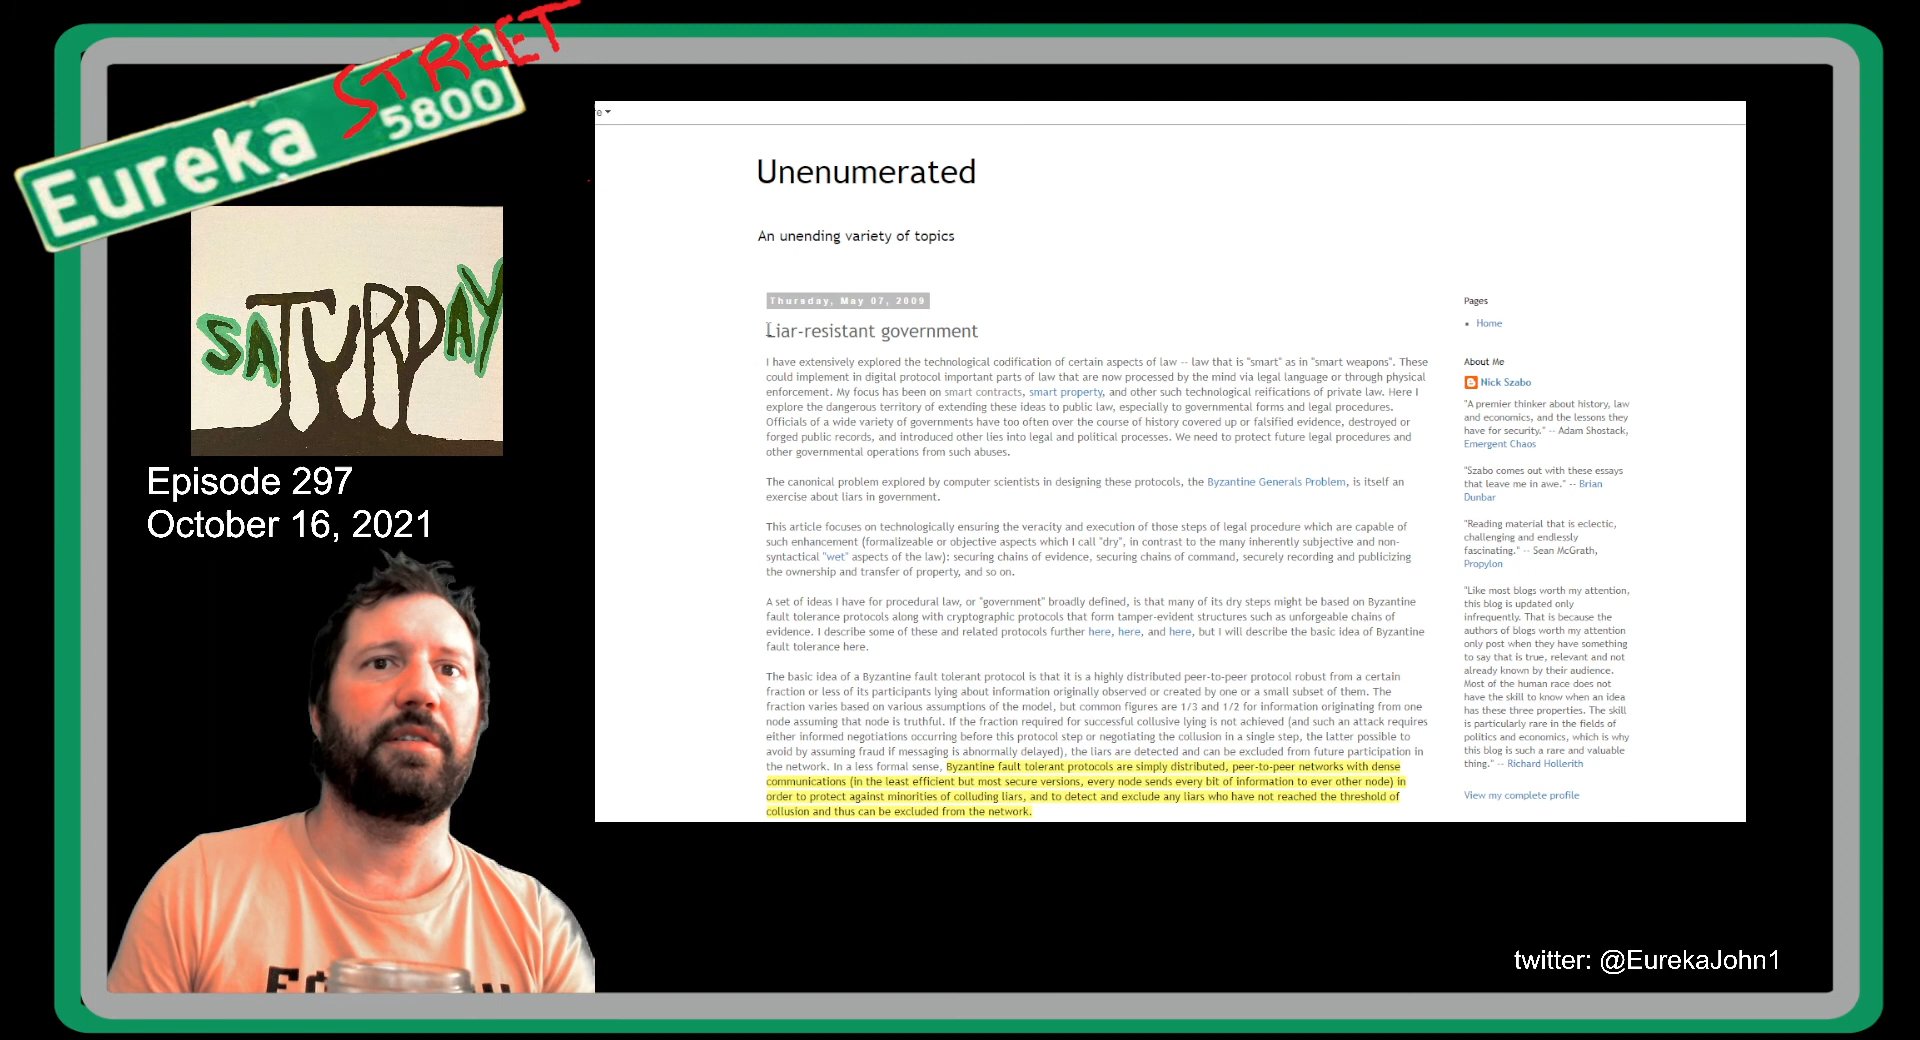 Eureka
STREET
5800
SATURDAY
Episode 297
October 16, 2021
Unenumerated
An unending variety of topics
Thursday, May 07, 2009
Liar-resistant government
I have extensively explored the technological codification of certain aspects of law -- law that is "smart" as in "smart weapons". These
could implement in digital protocol important parts of law that are now processed by the mind via legal language or through physical
enforcement. My focus has been on smart contracts, smart property, and other such technological reifications of private law. Here I
explore the dangerous territory of extending these ideas to public law, especially to governmental forms and legal procedures.
Officials of a wide variety of governments have too often over the course of history covered up or falsified evidence, destroyed or
forged public records, and introduced other lies into legal and political processes. We need to protect future legal procedures and
other governmental operations from such abuses.
The canonical problem explored by computer scientists in designing these protocols, the Byzantine Generals Problem, is itself an
exercise about liars in government.
This article focuses on technologically ensuring the veracity and execution of those steps of legal procedure which are capable of
such enhancement (formalizeable or objective aspects which I call "dry", in contrast to the many inherently subjective and non-
syntactical "wet" aspects of the law): securing chains of evidence, securing chains of command, securely recording and publicizing
the ownership and transfer of property, and so on.
A set of ideas I have for procedural law, or "government" broadly defined, is that many of its dry steps might be based on Byzantine
fault tolerance protocols along with cryptographic protocols that form tamper-evident structures such as unforgeable chains of
evidence. I describe some of these and related protocols further here, here, and here, but I will describe the basic idea of Byzantine
fault tolerance here.
The basic idea of a Byzantine fault tolerant protocol is that it is a highly distributed peer-to-peer protocol robust from a certain
fraction or less of its participants lying about information originally observed or created by one or a small subset of them. The
fraction varies based on various assumptions of the model, but common figures are 1/3 and 1/2 for information originating from one
node assuming that node is truthful. If the fraction required for successful collusive lying is not achieved (and such an attack requires
either informed negotiations occurring before this protocol step or negotiating the collusion in a single step, the latter possible to
avoid by assuming fraud if messaging is abnormally delayed), the liars are detected and can be excluded from future participation in
the network. In a less formal sense, Byzantine fault tolerant protocols are simply distributed, peer-to-peer networks with dense
communications (in the least efficient but most secure versions, every node sends every bit of information to ever other node) in
order to protect against minorities of colluding liars, and to detect and exclude any liars who have not reached the threshold of
collusion and thus can be excluded from the network.
Pages
Home
About Me
Nick Szabo
"A premier thinker about history, law
and economics, and the lessons they
have for security." -- Adam Shostack,
Emergent Chaos
"Szabo comes out with these essays
that leave me in awe." -- Brian
Dunbar
"Reading material that is eclectic,
challenging and endlessly
fascinating." -- Sean McGrath,
Propylon
"Like most blogs worth my attention,
this blog is updated only
infrequently. That is because the
authors of blogs worth my attention
only post when they have something
to say that is true, relevant and not
already known by their audience.
Most of the human race does not
have the skill to know when an idea
has these three properties. The skill
is particularly rare in the fields of
politics and economics, which is why
this blog is such a rare and valuable
thing." -- Richard Hollerith
View my complete profile
twitter: @EurekaJohn1